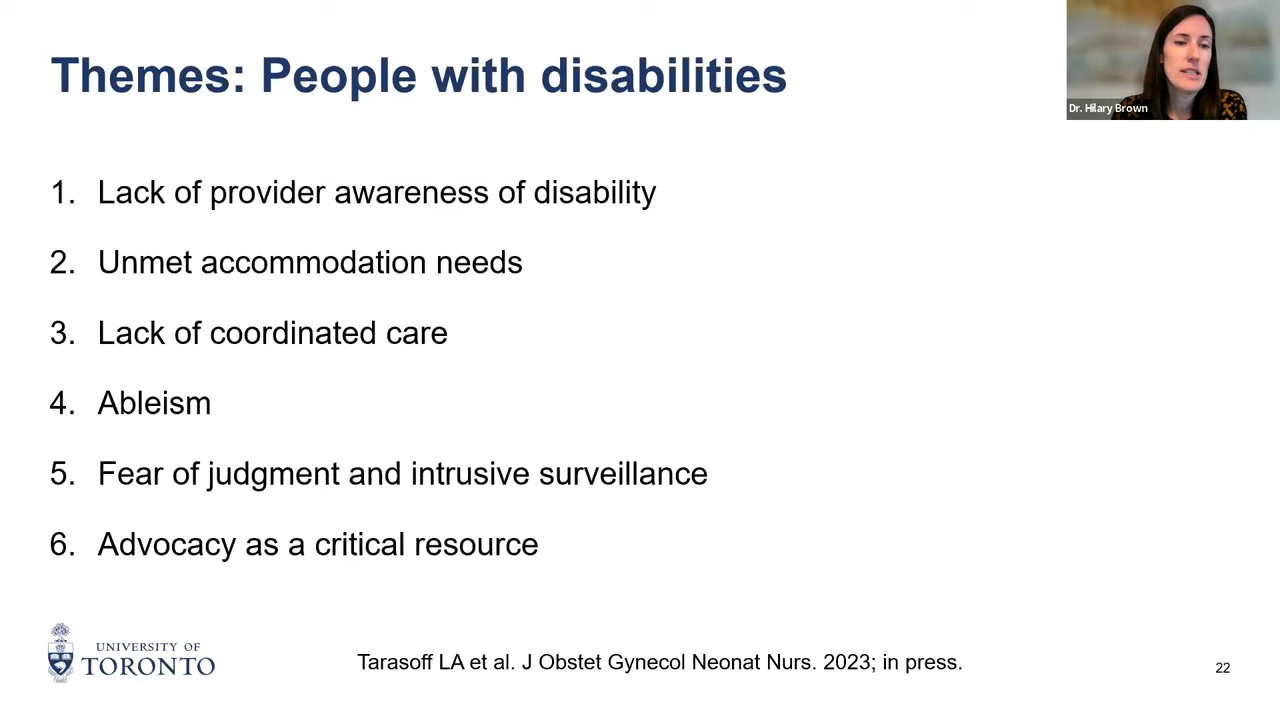 Themes: People with disabilities
Dr. Hilary Brown
1. Lack of provider awareness of disability
2. Unmet accommodation needs
3. Lack of coordinated care
4. Ableism
5. Fear of judgment and intrusive surveillance
6. Advocacy as a critical resource
UNIVERSITY OF
TORONTO
Tarasoff LA et al. J Obstet Gynecol Neonat Nurs. 2023; in press.
22